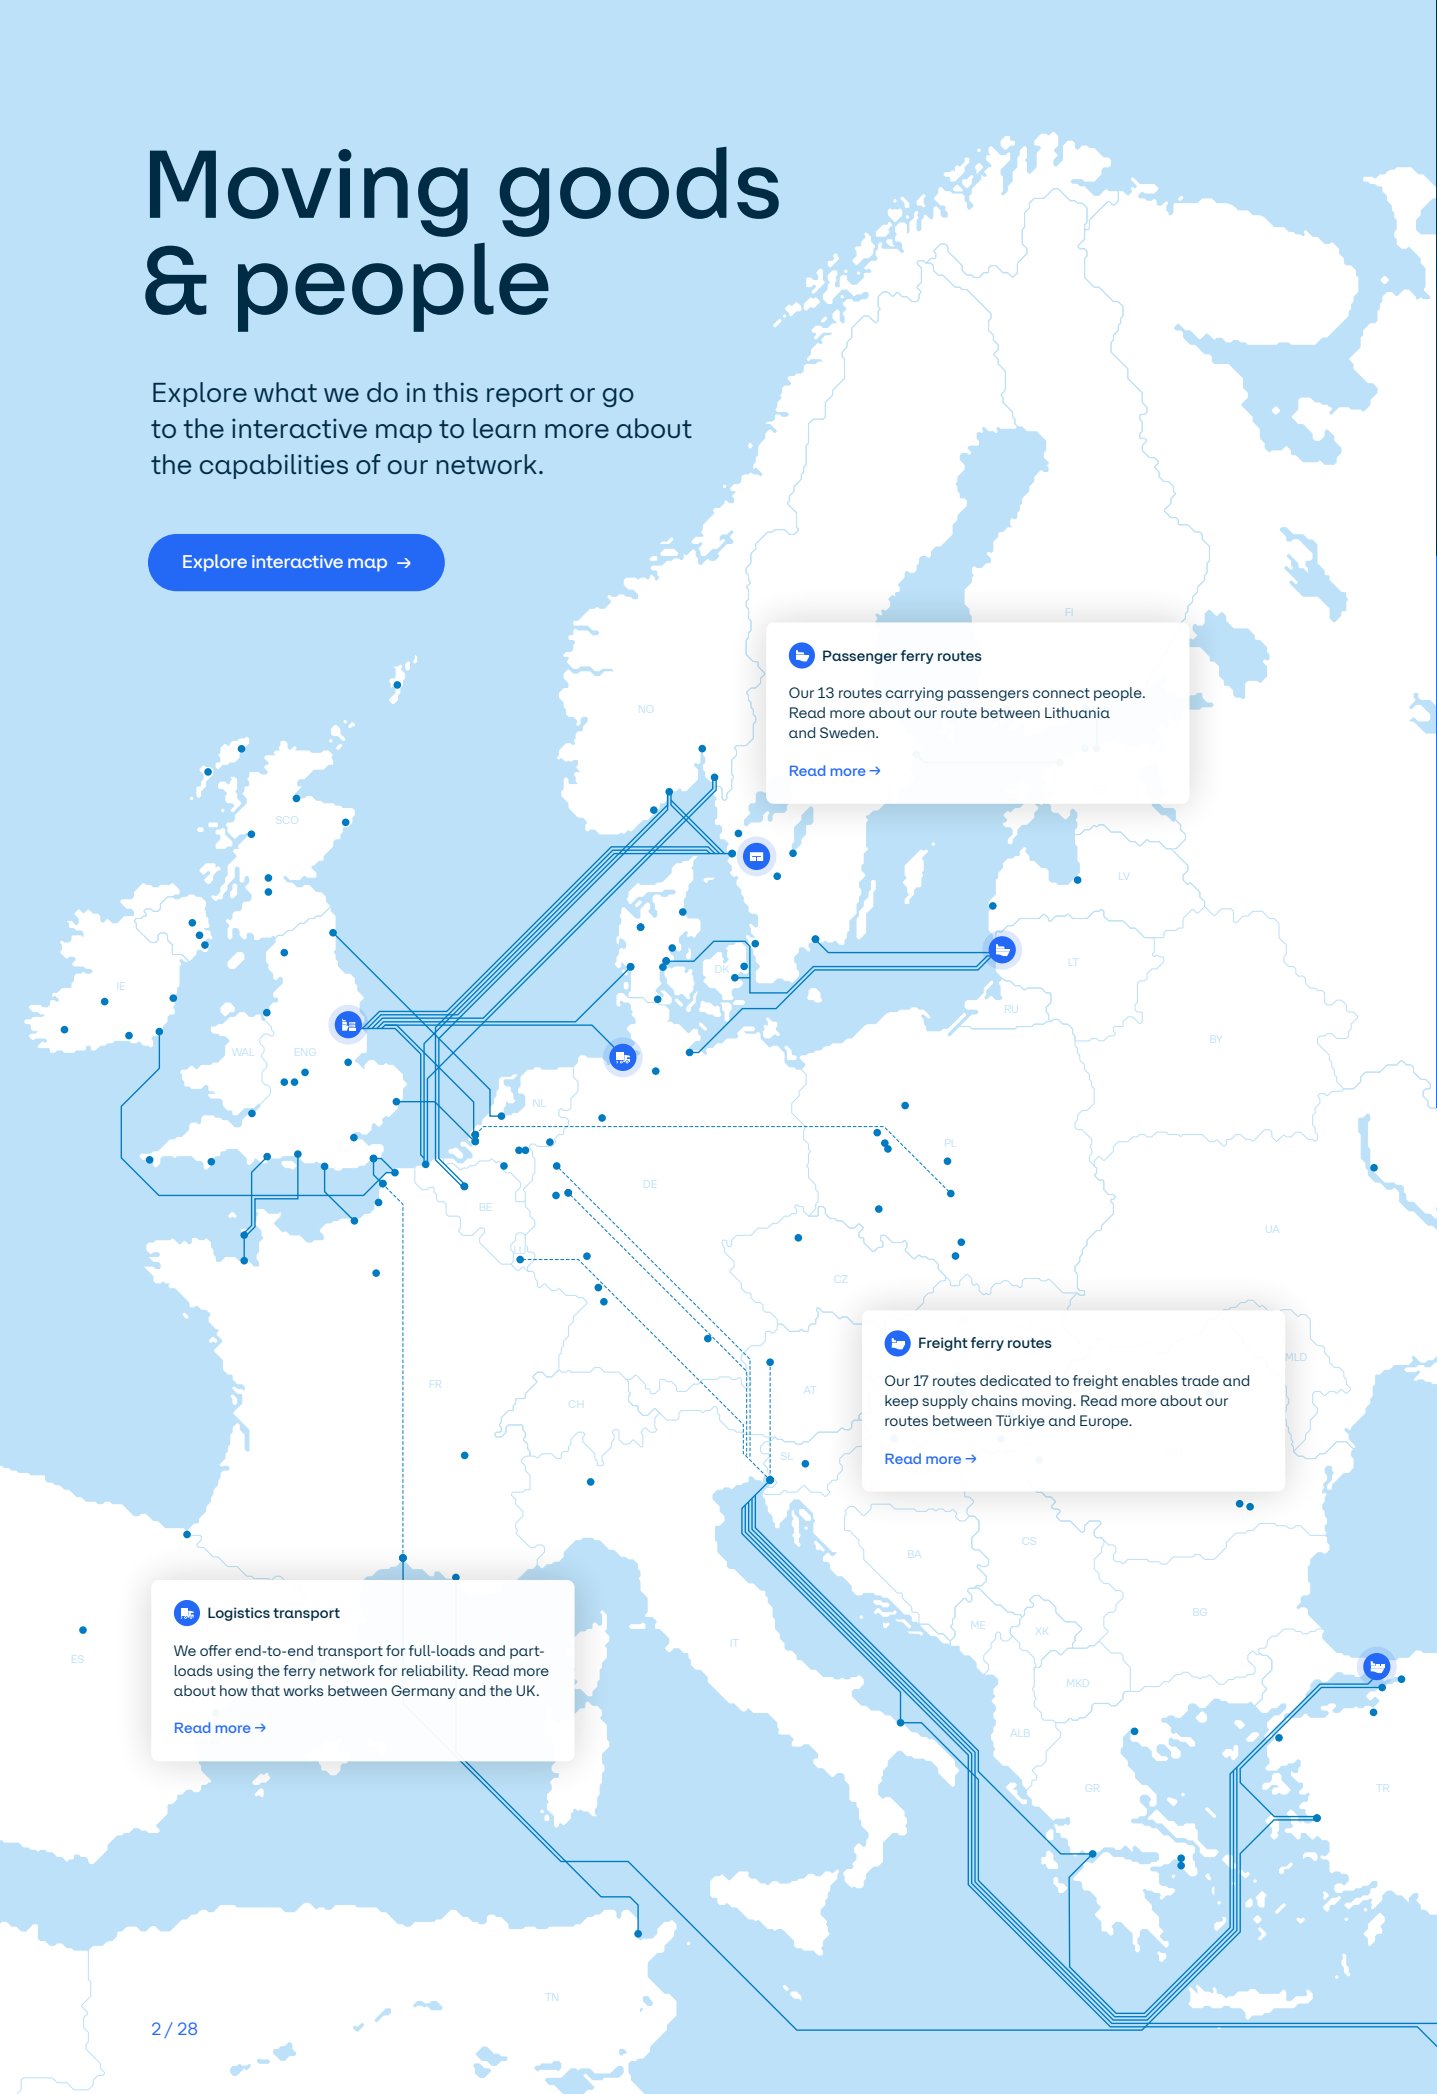 Moving goods
& people
Explore what we do in this report or go
to the interactive map to learn more about
the capabilities of our network.
Explore interactive map →
FI
Passenger ferry routes
Our 13 routes carrying passengers connect people.
Read more about our route between Lithuania
and Sweden.
Read more →
NO
SCO
LV
IE
DK
LT
RU
WAL
ENG
BY
NL
PL
DE
BE
UA
LU
CZ
Freight ferry routes
Our 17 routes dedicated to freight enables trade and
keep supply chains moving. Read more about our
routes between Türkiye and Europe.
Read more →
MLD
FR
AT
CH
SL
CS
BA
Logistics transport
We offer end-to-end transport for full-loads and part-
loads using the ferry network for reliability. Read more
about how that works between Germany and the UK.
Read more →
BG
ME
XK
IT
ES
MKD
ALB
GR
TR
TN
2 / 28